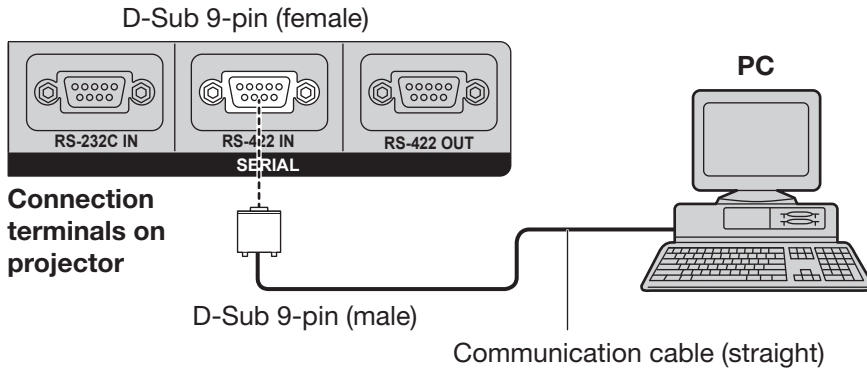 D-Sub 9-pin (female)
PC
RS-232C IN
RS-422 IN
RS-422 OUT
SERIAL
Connection
terminals on
projector
D-Sub 9-pin (male)
Communication cable (straight)